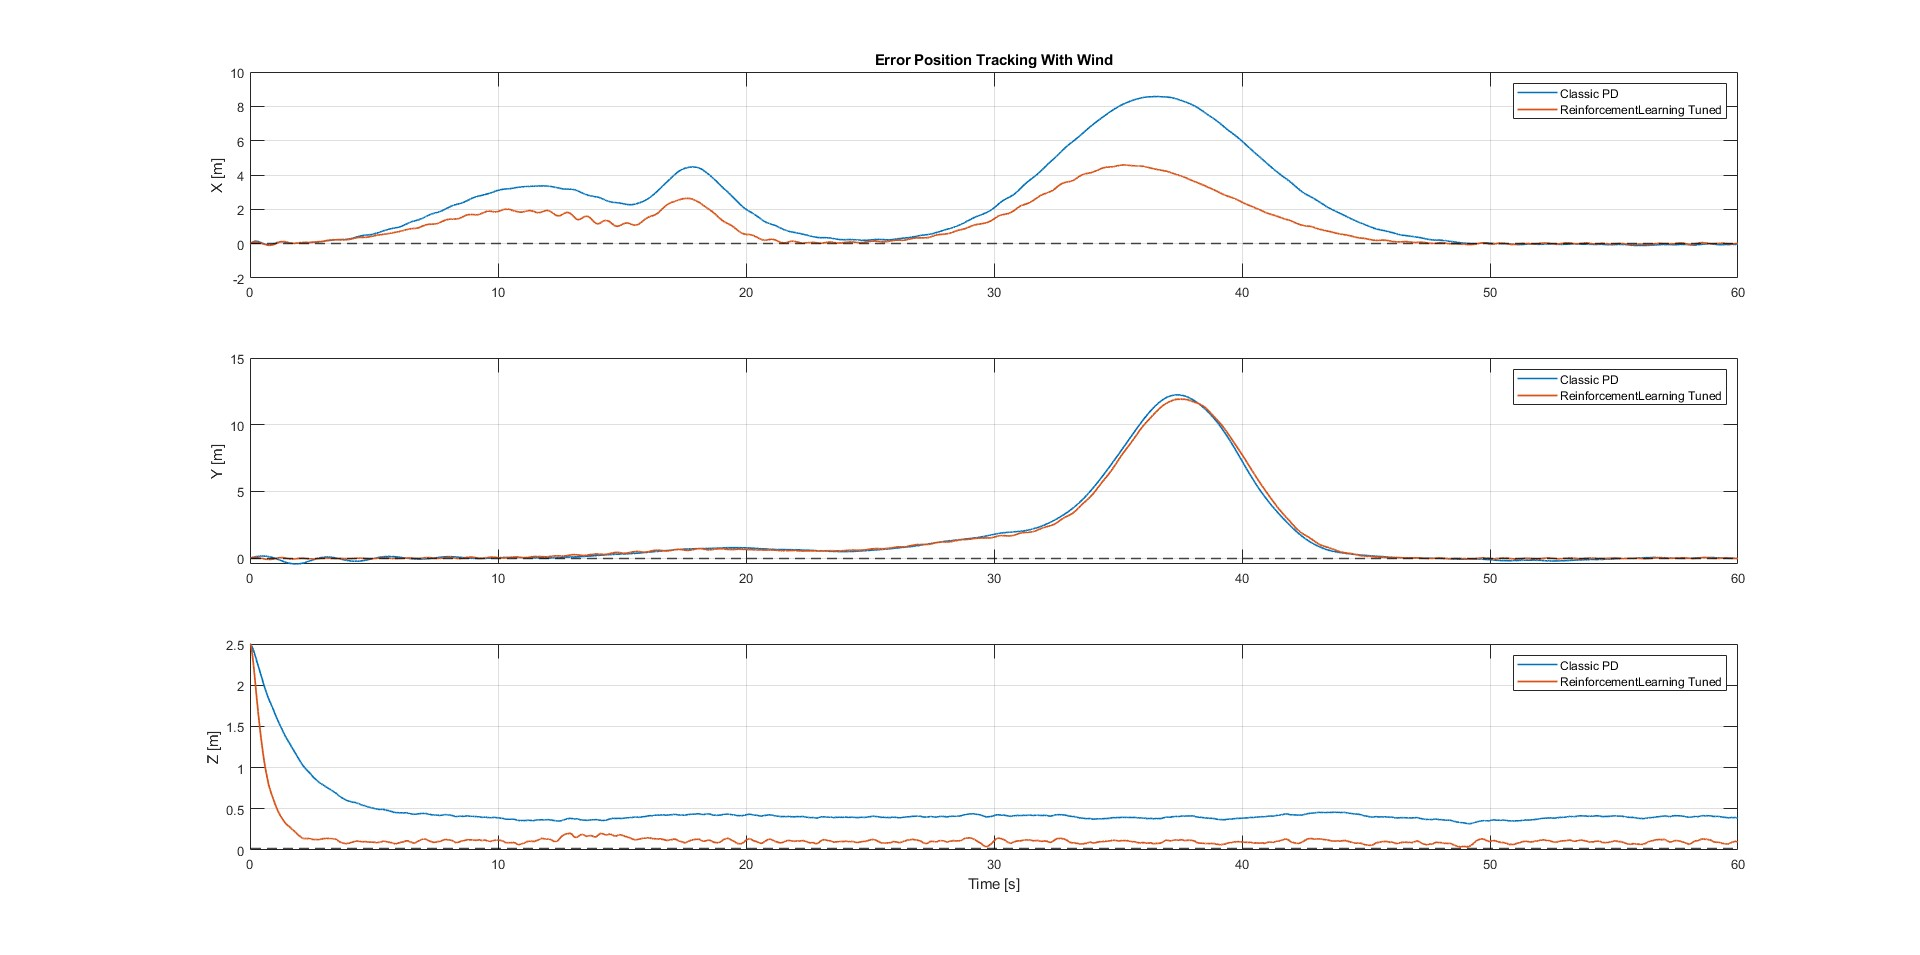 Error Position Tracking With Wind
X [m]
10
8
6
4
2
0
-2
0 10 20 30 40 50 60
Classic PD
ReinforcementLearning Tuned
Y [m]
15
10
5
0
0 10 20 30 40 50 60
Classic PD
ReinforcementLearning Tuned
Z [m]
2.5
2
1.5
1
0.5
0
0 10 20 30 40 50 60
Classic PD
ReinforcementLearning Tuned
Time [s]